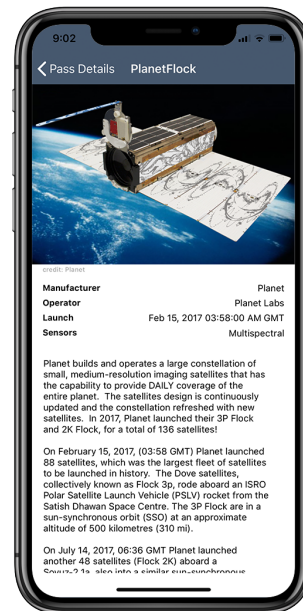 9:02
Pass Details PlanetFlock
credit: Planet
Manufacturer Planet
Operator Planet Labs
Launch Feb 15, 2017 03:58:00 AM GMT
Sensors Multispectral
Planet builds and operates a large constellation of
small, medium-resolution imaging satellites that has
the capability to provide DAILY coverage of the
entire planet. The satellites design is continuously
updated and the constellation refreshed with new
satellites. In 2017, Planet launched their 3P Flock
and 2K Flock, for a total of 136 satellites!
On February 15, 2017, (03:58 GMT) Planet launched
88 satellites, which was the largest fleet of satellites
to be launched in history. The Dove satellites,
collectively known as Flock 3p, rode aboard an ISRO
Polar Satellite Launch Vehicle (PSLV) rocket from the
Satish Dhawan Space Centre. The 3P Flock are in a
sun-synchronous orbit (SSO) at an approximate
altitude of 500 kilometres (310 mi).
On July 14, 2017, 06:36 GMT Planet launched
another 48 satellites (Flock 2K) aboard a
Soyuz-2.1a, also into a similar sun-synchronous